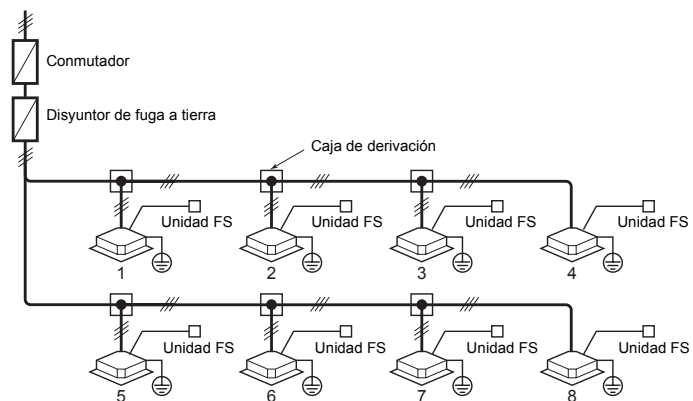 Conmutador
Disyuntor de fuga a tierra
Caja de derivación
Unidad FS
Unidad FS
Unidad FS
Unidad FS
1
2
3
4
Unidad FS
Unidad FS
Unidad FS
Unidad FS
5
6
7
8